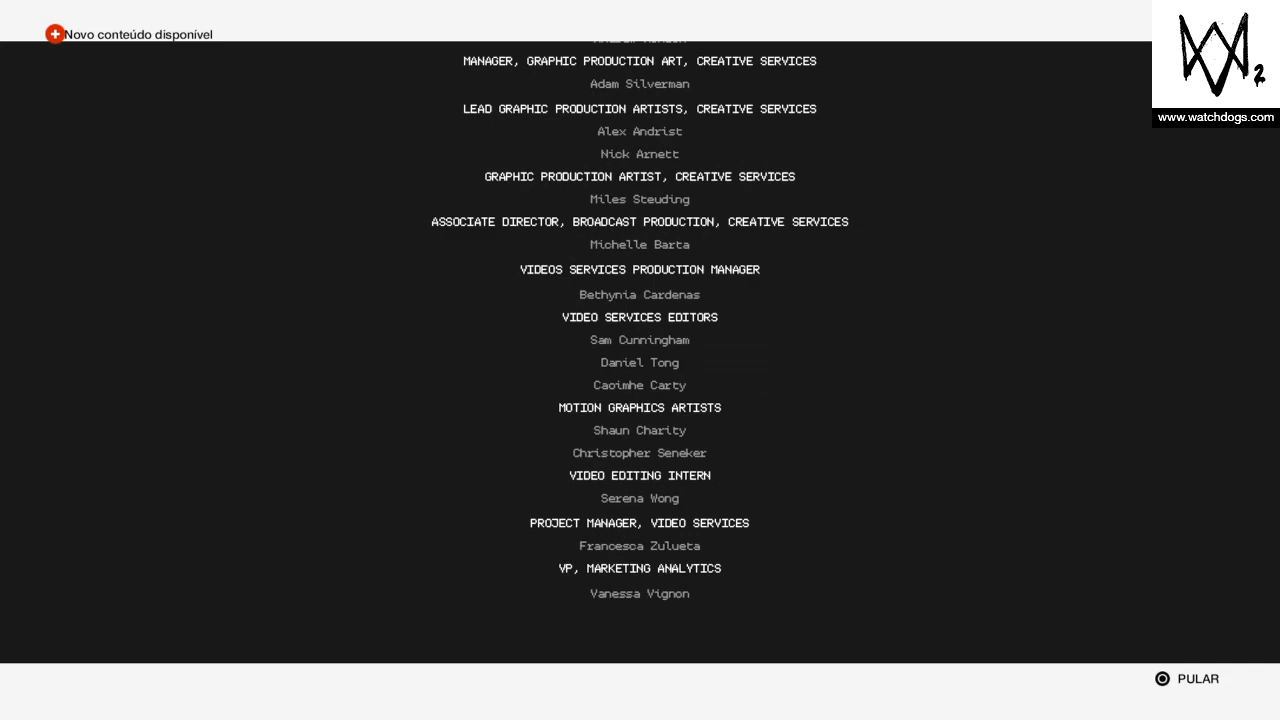 Novo conteúdo disponível
MANAGER, GRAPHIC PRODUCTION ART, CREATIVE SERVICES
Adam Silverman
LEAD GRAPHIC PRODUCTION ARTISTS, CREATIVE SERVICES
Alex Andrist
Nick Arnett
GRAPHIC PRODUCTION ARTIST, CREATIVE SERVICES
Miles Steuding
ASSOCIATE DIRECTOR, BROADCAST PRODUCTION, CREATIVE SERVICES
Michelle Barta
VIDEOS SERVICES PRODUCTION MANAGER
Bethynia Cardenas
VIDEO SERVICES EDITORS
Sam Cunningham
Daniel Tong
Caoimhe Carty
MOTION GRAPHICS ARTISTS
Shaun Charity
Christopher Seneker
VIDEO EDITING INTERN
Serena Wong
PROJECT MANAGER, VIDEO SERVICES
Francesca Zulueta
VP, MARKETING ANALYTICS
Vanessa Vignon
2
www.watchdogs.com
PULAR